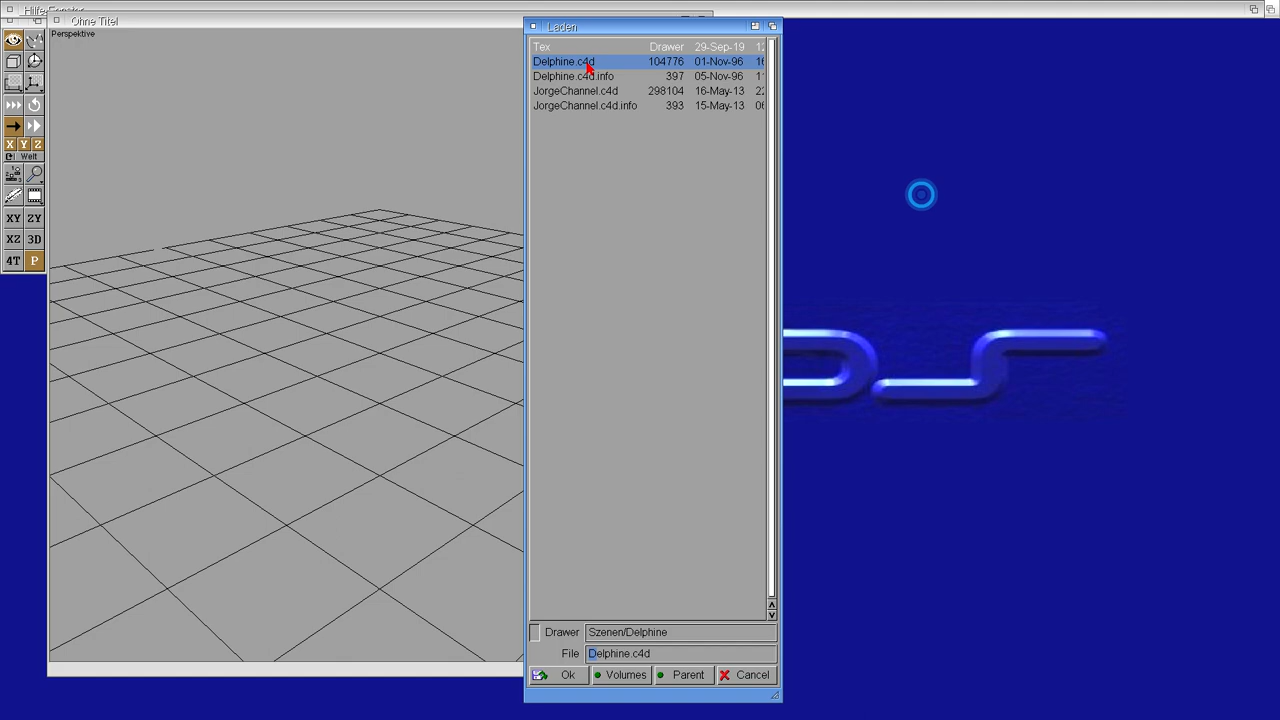 Hilfe-Fenster
Ohne Titel
Perspektive
X Y Z
Welt
XY ZY
XZ 3D
4T P
Laden
Tex Drawer 29-Sep-19
Delphine.c4d 104776 01-Nov-96
Delphine.c4d.info 397 05-Nov-96
JorgeChannel.c4d 298104 16-May-13
JorgeChannel.c4d.info 393 15-May-13
Drawer Szenen/Delphine
File Delphine.c4d
Ok Volumes Parent Cancel